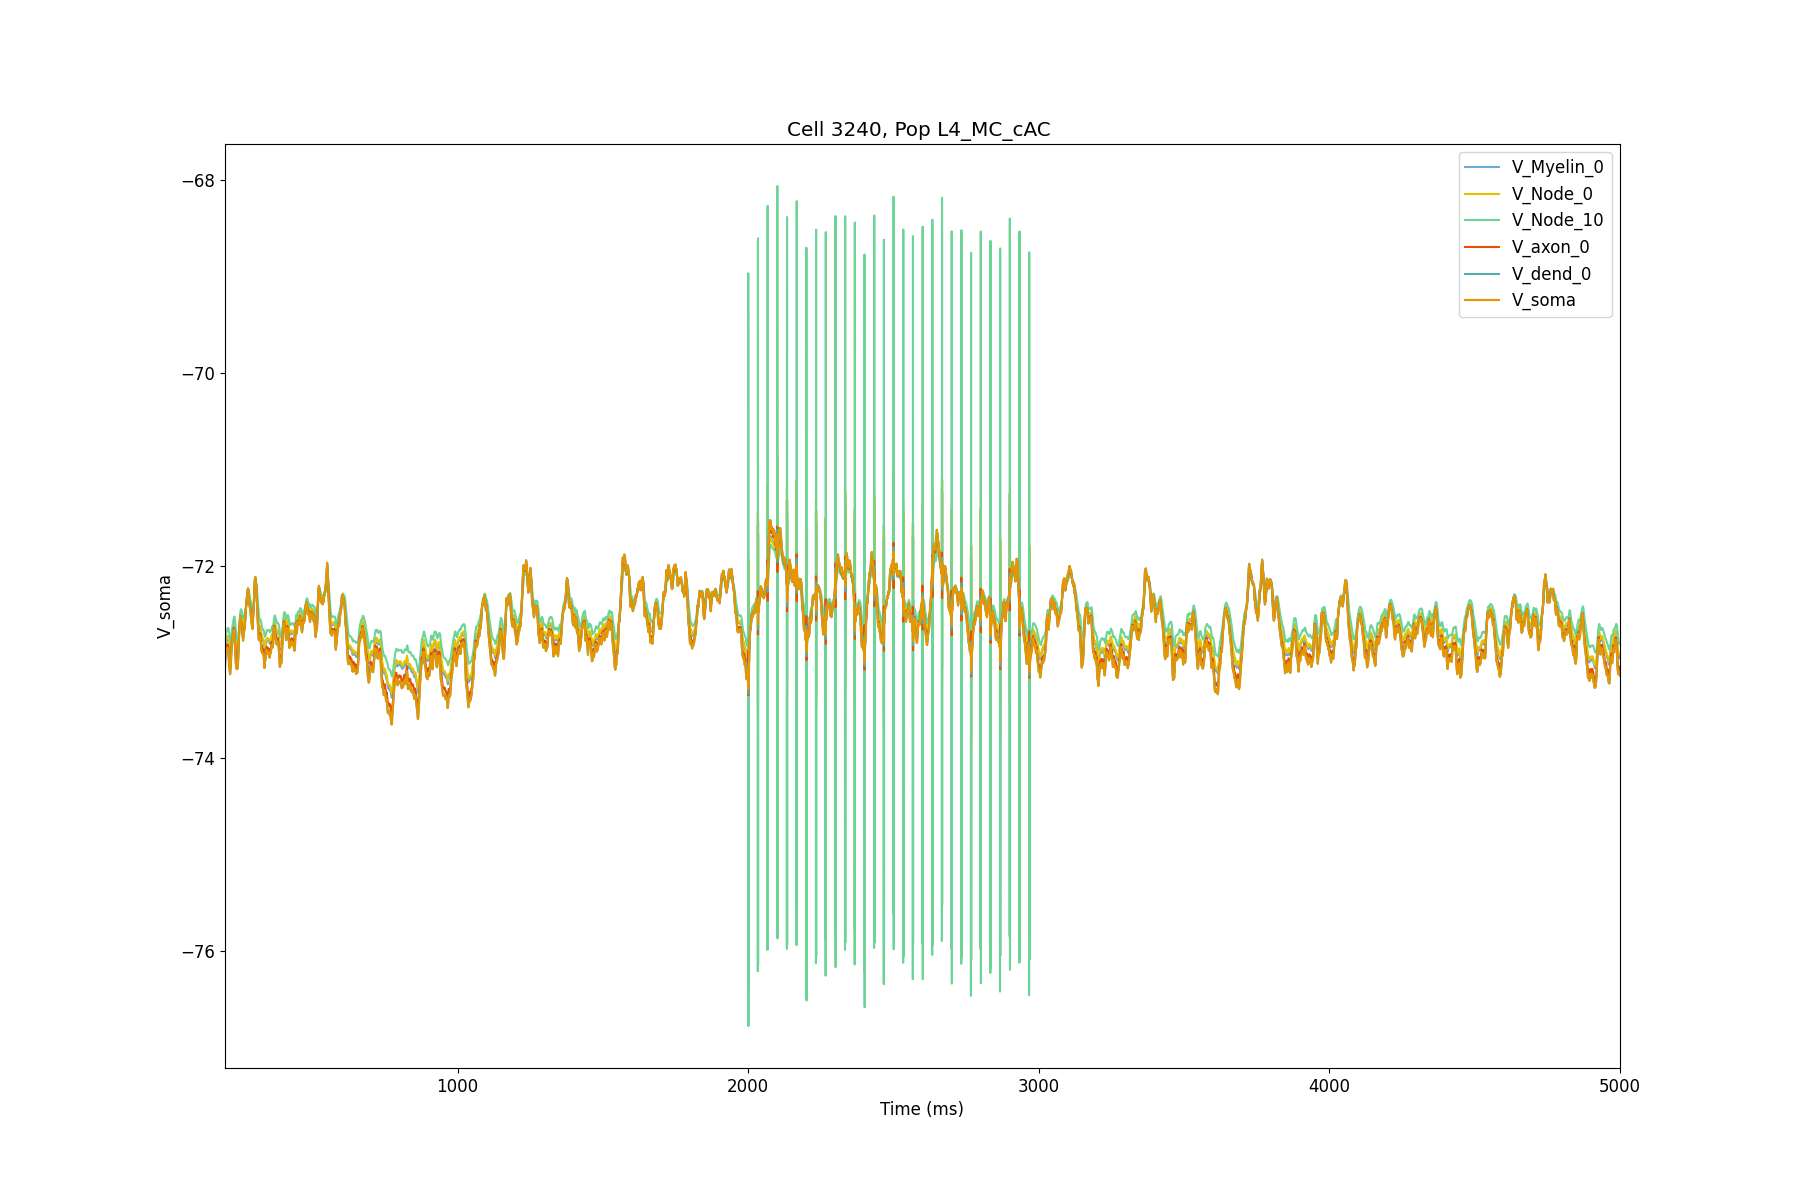 Cell 3240, Pop L4_MC_cAC
V_Myelin_0
V_Node_0
V_Node_10
V_axon_0
V_dend_0
V_soma
−68
−70
−72
−74
−76
V_soma
1000
2000
3000
4000
5000
Time (ms)